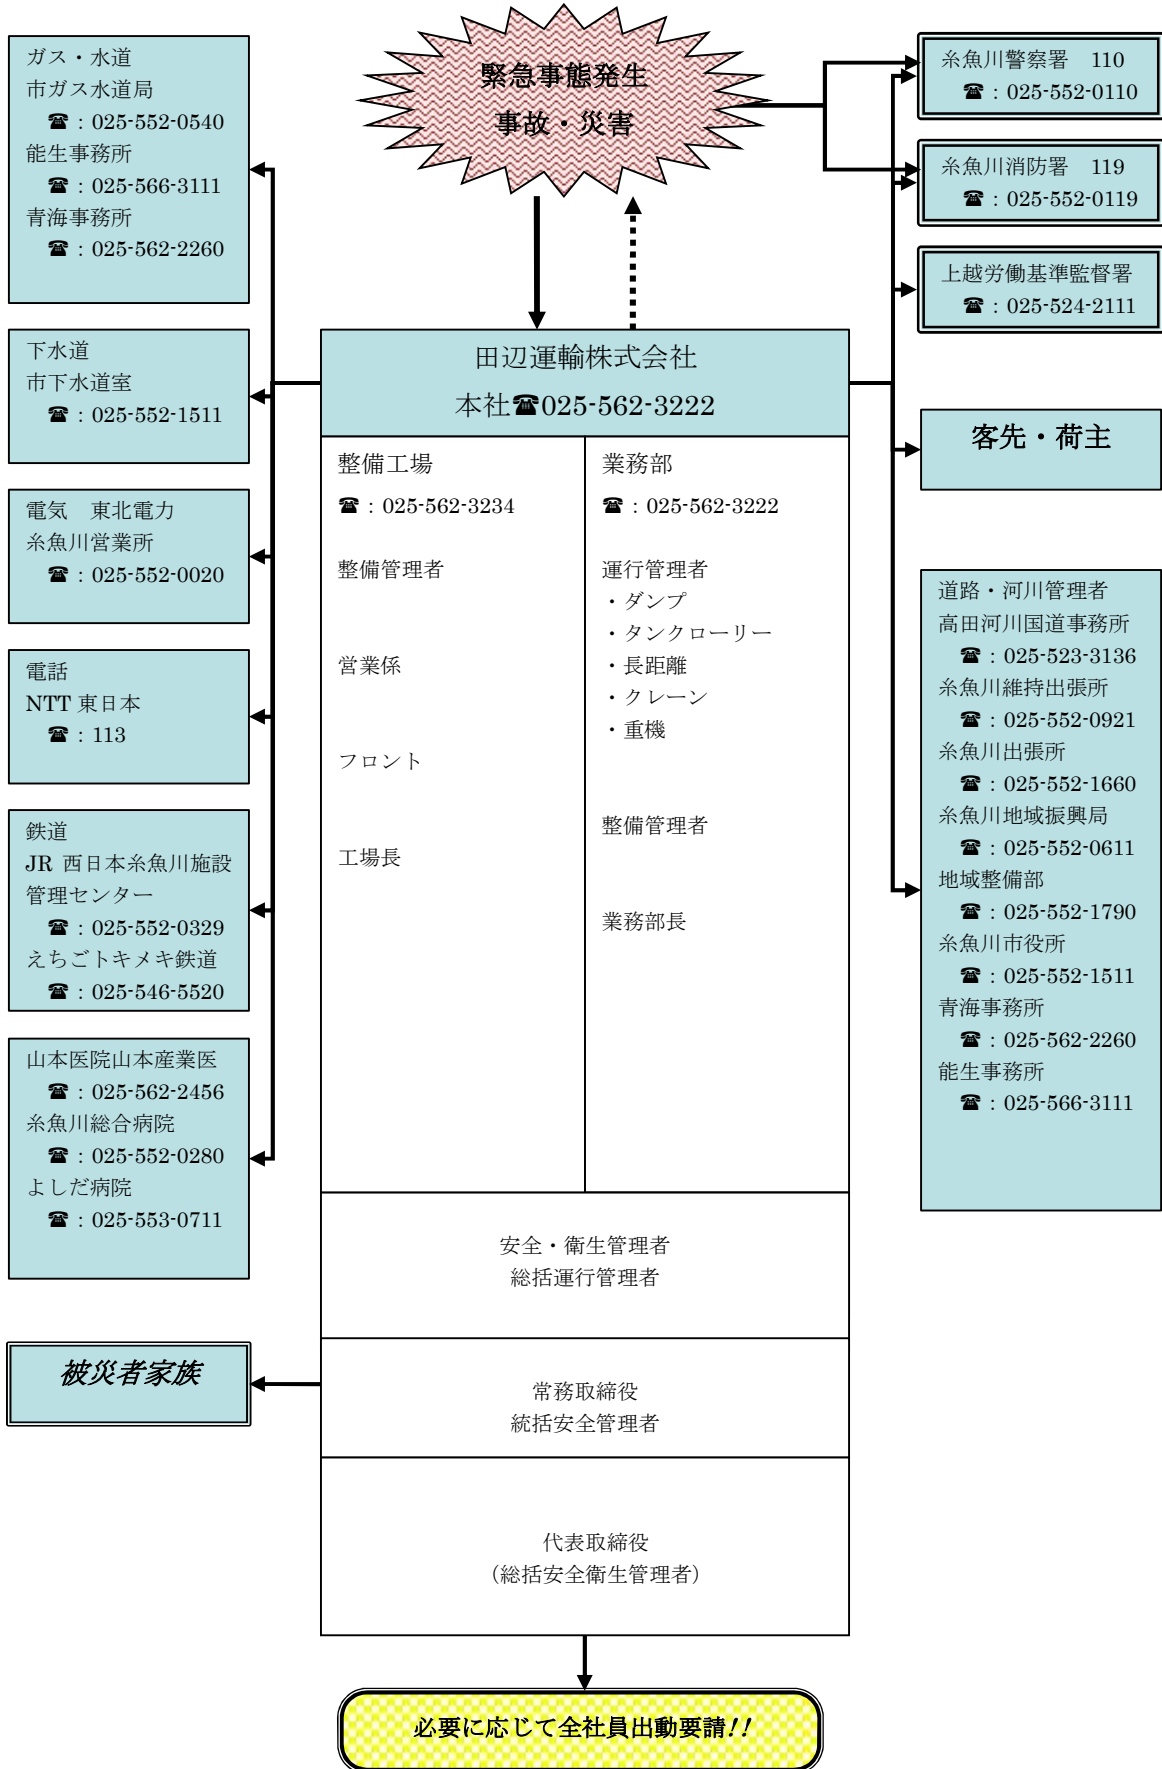 緊急事態発生
事故・災害
ガス・水道
市ガス水道局
☎：025-552-0540
能生事務所
☎：025-566-3111
青海事務所
☎：025-562-2260
下水道
市下水道室
☎：025-552-1511
電気　東北電力
糸魚川営業所
☎：025-552-0020
電話
NTT 東日本
☎：113
鉄道
JR 西日本糸魚川施設
管理センター
☎：025-552-0329
えちごトキメキ鉄道
☎：025-546-5520
山本医院山本産業医
☎：025-562-2456
糸魚川総合病院
☎：025-552-0280
よしだ病院
☎：025-553-0711
被災者家族
田辺運輸株式会社
本社☎025-562-3222
整備工場
☎：025-562-3234
整備管理者
営業係
フロント
工場長
業務部
☎：025-562-3222
運行管理者
・ダンプ
・タンクローリー
・長距離
・クレーン
・重機
整備管理者
業務部長
安全・衛生管理者
総括運行管理者
常務取締役
統括安全管理者
代表取締役
（総括安全衛生管理者）
必要に応じて全社員出動要請!!
糸魚川警察署　110
☎：025-552-0110
糸魚川消防署　119
☎：025-552-0119
上越労働基準監督署
☎：025-524-2111
客先・荷主
道路・河川管理者
高田河川国道事務所
☎：025-523-3136
糸魚川維持出張所
☎：025-552-0921
糸魚川出張所
☎：025-552-1660
糸魚川地域振興局
☎：025-552-0611
地域整備部
☎：025-552-1790
糸魚川市役所
☎：025-552-1511
青海事務所
☎：025-562-2260
能生事務所
☎：025-566-3111